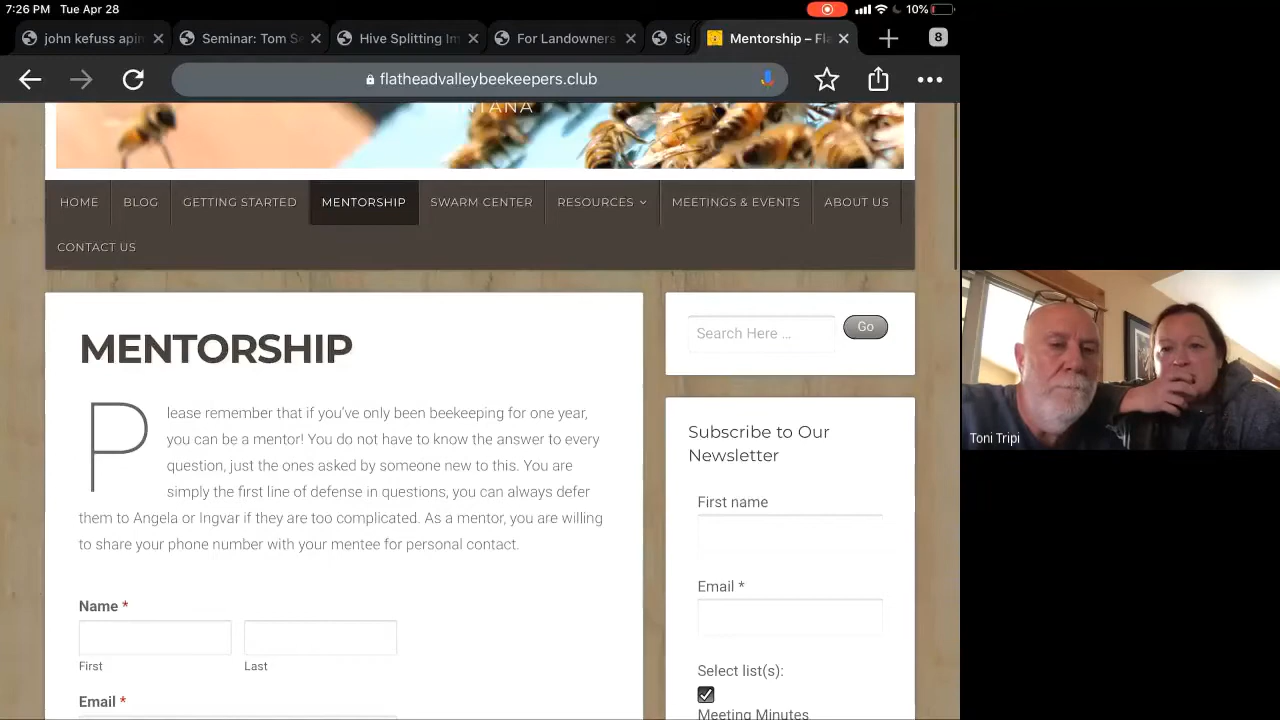 7:26 PM Tue Apr 28
10%
john kefuss apin
Seminar: Tom Se
Hive Splitting Im
For Landowners
Sig
Mentorship – Fla
8
flatheadvalleybeekeepers.club
HOME BLOG GETTING STARTED MENTORSHIP SWARM CENTER RESOURCES MEETINGS & EVENTS ABOUT US
CONTACT US
MENTORSHIP
Please remember that if you've only been beekeeping for one year,
you can be a mentor! You do not have to know the answer to every
question, just the ones asked by someone new to this. You are
simply the first line of defense in questions, you can always defer
them to Angela or Ingvar if they are too complicated. As a mentor, you are willing
to share your phone number with your mentee for personal contact.
Name *
First Last
Email *
Search Here ... Go
Subscribe to Our
Newsletter
First name
Email *
Select list(s):
Meeting Minutes
Toni Tripi